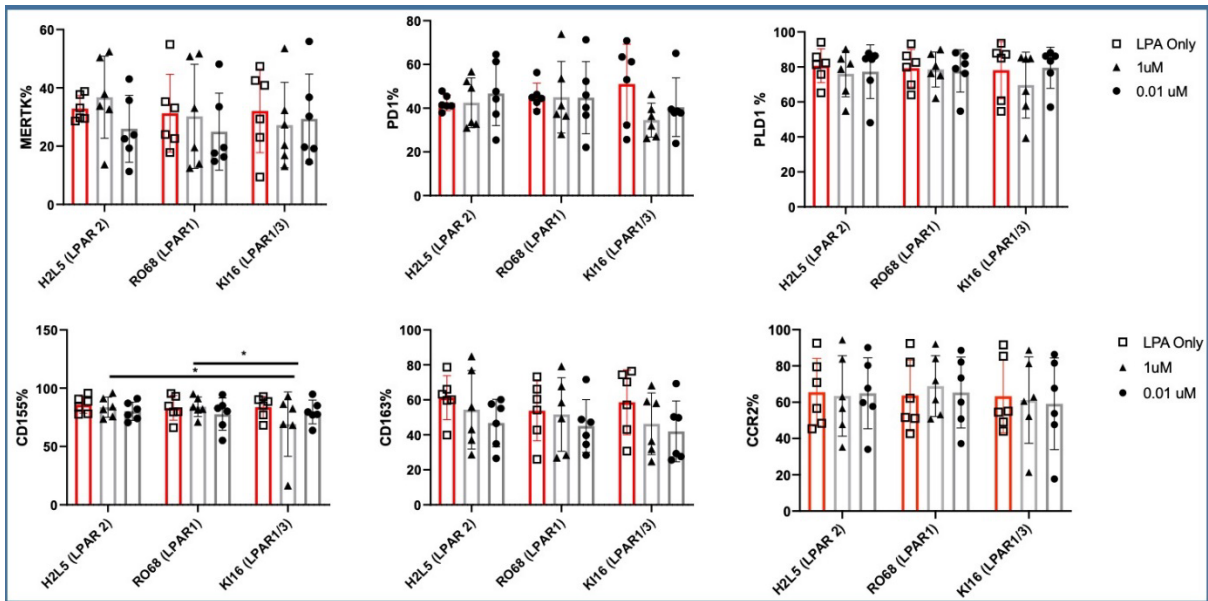 MERTK%
60
40
20
0
H2L5 (LPAR 2)
RO68 (LPAR1)
KI16 (LPAR1/3)
PD1%
80
60
40
20
0
H2L5 (LPAR 2)
RO68 (LPAR1)
KI16 (LPAR1/3)
PLD1 %
100
80
60
40
20
0
H2L5 (LPAR 2)
RO68 (LPAR1)
KI16 (LPAR1/3)
LPA Only
1uM
0.01 uM
CD155%
150
100
50
0
* 
*
H2L5 (LPAR 2)
RO68 (LPAR1)
KI16 (LPAR1/3)
CD163%
100
80
60
40
20
0
H2L5 (LPAR 2)
RO68 (LPAR1)
KI16 (LPAR1/3)
CCR2%
100
80
60
40
20
0
H2L5 (LPAR 2)
RO68 (LPAR1)
KI16 (LPAR1/3)
LPA Only
1uM
0.01 uM